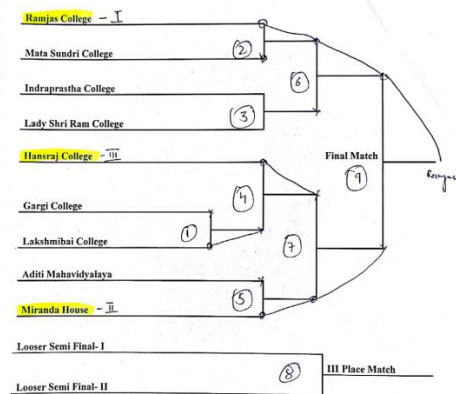 Ramjas College - I
Mata Sundri College
2
6
Indraprastha College
3
Lady Shri Ram College
Hansraj College - III
Final Match
9
4
Gargi College
1
Lakshmibai College
7
Aditi Mahavidyalaya
5
Miranda House - II
Looser Semi Final- I
8
III Place Match
Looser Semi Final- II